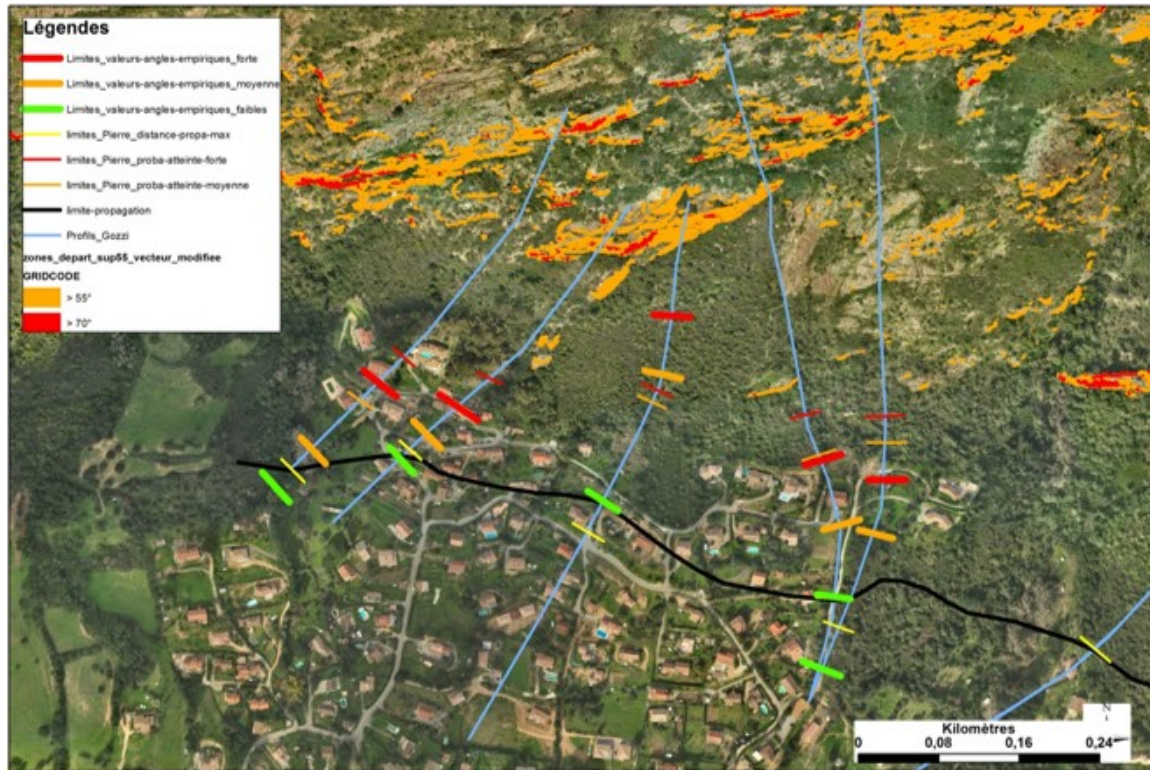 Légendes
Limites_valeurs-angles-empiriques_forte
Limites_valeurs-angles-empiriques_moyenne
Limites_valeurs-angles-empiriques_faibles
limites_Pierre_distance-propa-max
limites_Pierre_proba-atteinte-forte
limites_Pierre_proba-atteinte-moyenne
limite-propagation
Profils_Gozzi
zones_depart_sup55_vecteur_modifiee
GRIDCODE
> 55°
> 70°
Kilomètres
0 0,08 0,16 0,24